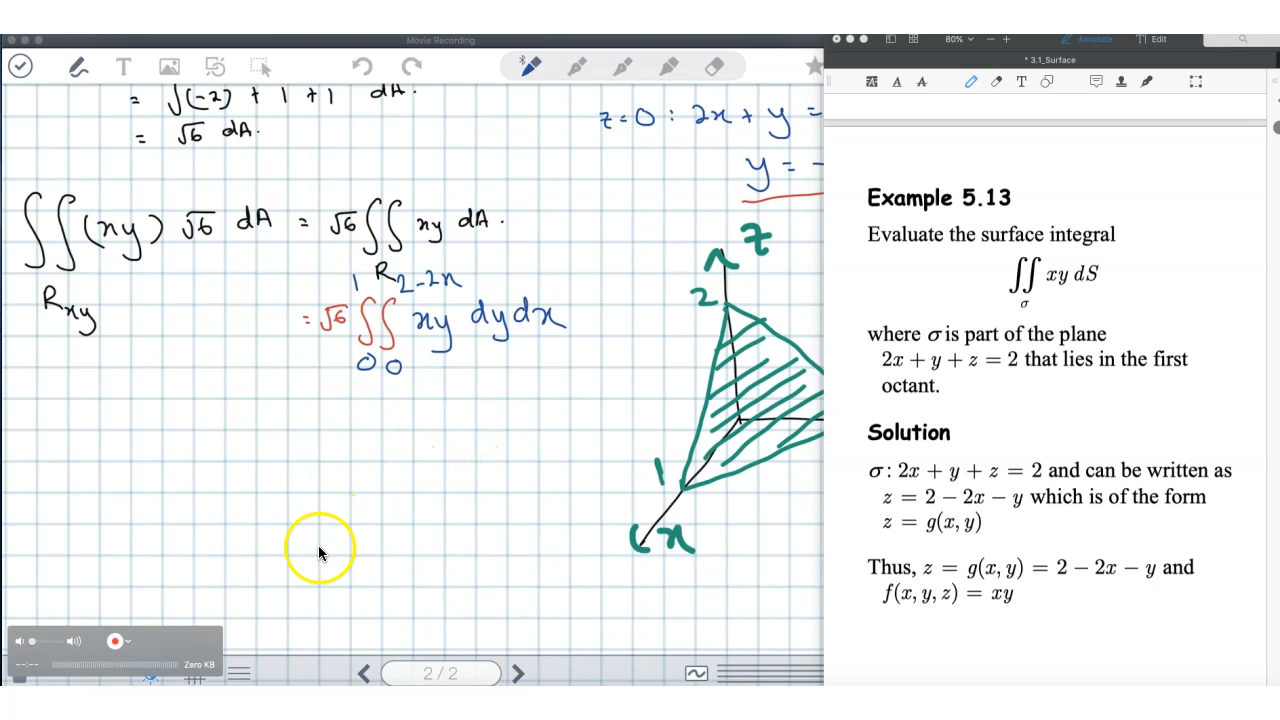 Movie Recording
= √(-2) + 1 + 1 dA.
= √6 dA.
z=0 : 2x + y =
y = -
∬ (xy) √6 dA = √6 ∬ xy dA.
Rxy
R
1 2-2x
= √6 ∬ xy dy dx
0 0
z
2
1
x
Zero KB
2 / 2
80%
Annotate
Edit
* 3.1_Surface
Example 5.13
Evaluate the surface integral
∬ xy dS
σ
where σ is part of the plane
2x + y + z = 2 that lies in the first
octant.
Solution
σ : 2x + y + z = 2 and can be written as
z = 2 − 2x − y which is of the form
z = g(x, y)
Thus, z = g(x, y) = 2 − 2x − y and
f(x, y, z) = xy